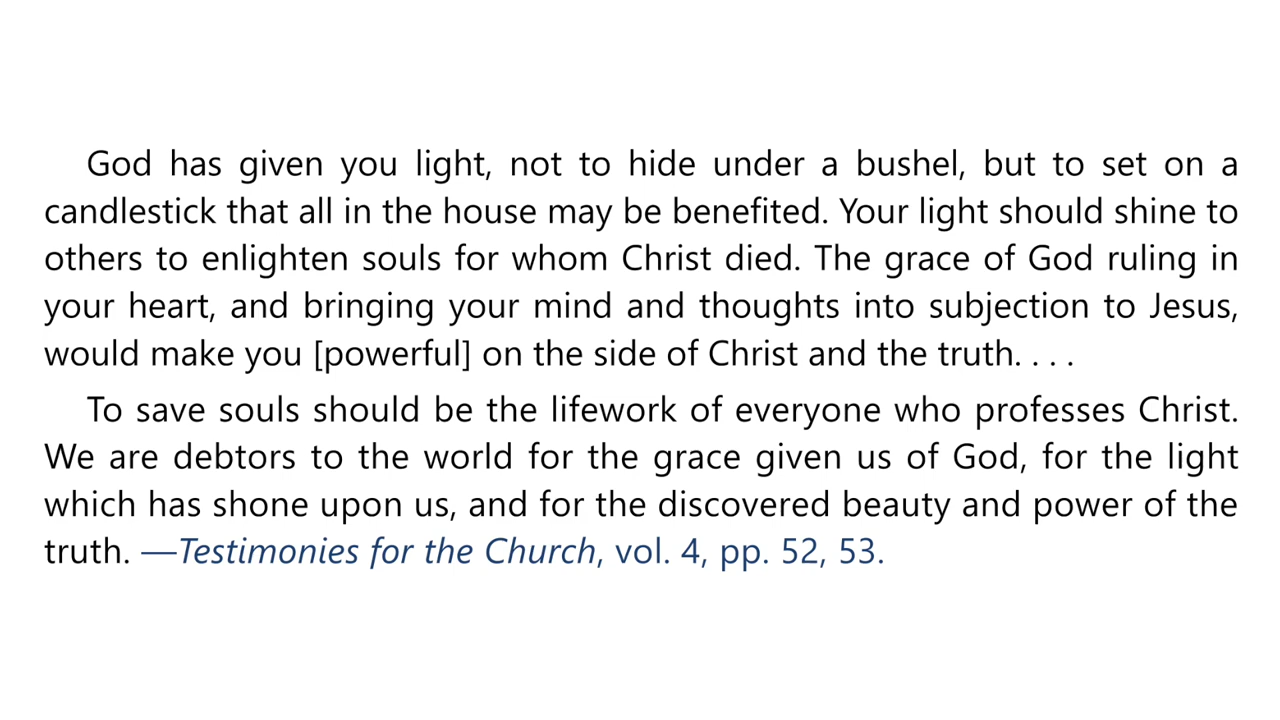 God has given you light, not to hide under a bushel, but to set on a
candlestick that all in the house may be benefited. Your light should shine to
others to enlighten souls for whom Christ died. The grace of God ruling in
your heart, and bringing your mind and thoughts into subjection to Jesus,
would make you [powerful] on the side of Christ and the truth. . . .
To save souls should be the lifework of everyone who professes Christ.
We are debtors to the world for the grace given us of God, for the light
which has shone upon us, and for the discovered beauty and power of the
truth. —Testimonies for the Church, vol. 4, pp. 52, 53.